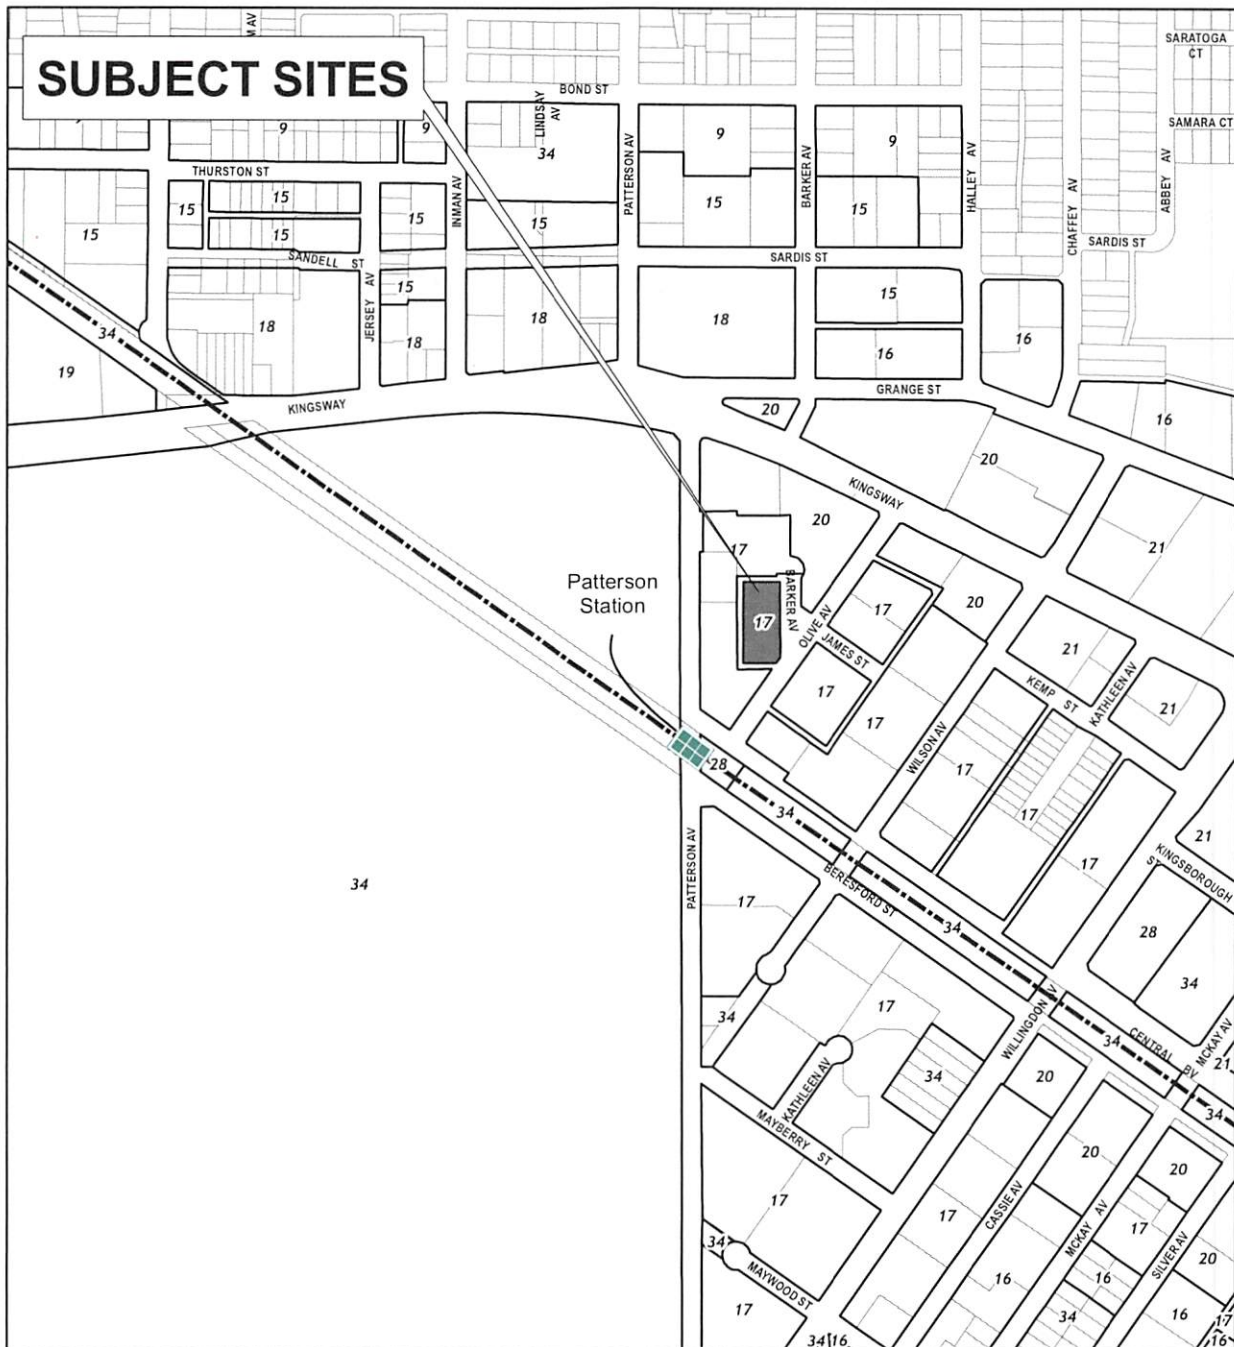 SUBJECT SITES
BOND ST
LINDSAY
AV
SARATOGA
CT
SAMARA CT
M AV
9
9
34
9
9
PATTERSON AV
BARKER AV
HALLEY AV
CHAFFEY AV
ABBEY AV
THURSTON ST
15
15
15
15
15
15
15
15
INMAN AV
SARDIS ST
SARDIS ST
SANDELL ST
JERSEY AV
15
15
34
18
18
18
18
16
16
19
KINGSWAY
GRANGE ST
20
16
20
KINGSWAY
20
21
17
Patterson
Station
BARKER AV
17
OLIVE AV
17
JAMES ST
20
21
KEMP ST
KATHLEEN AV
21
17
17
WILSON AV
17
17
28
34
21
KINGSBOROUGH
ST
17
34
PATTERSON AV
BERESFORD ST
17
34
28
34
17
34
WILLINGDON AV
CENTRAL BV
34
MCKAY AV
21
34
KATHLEEN AV
34
20
MAYBERRY ST
20
20
17
CASSIE AV
17
MCKAY AV
17
SILVER AV
20
34
MAYWOOD ST
16
16
34
16
17
16
17
34
16